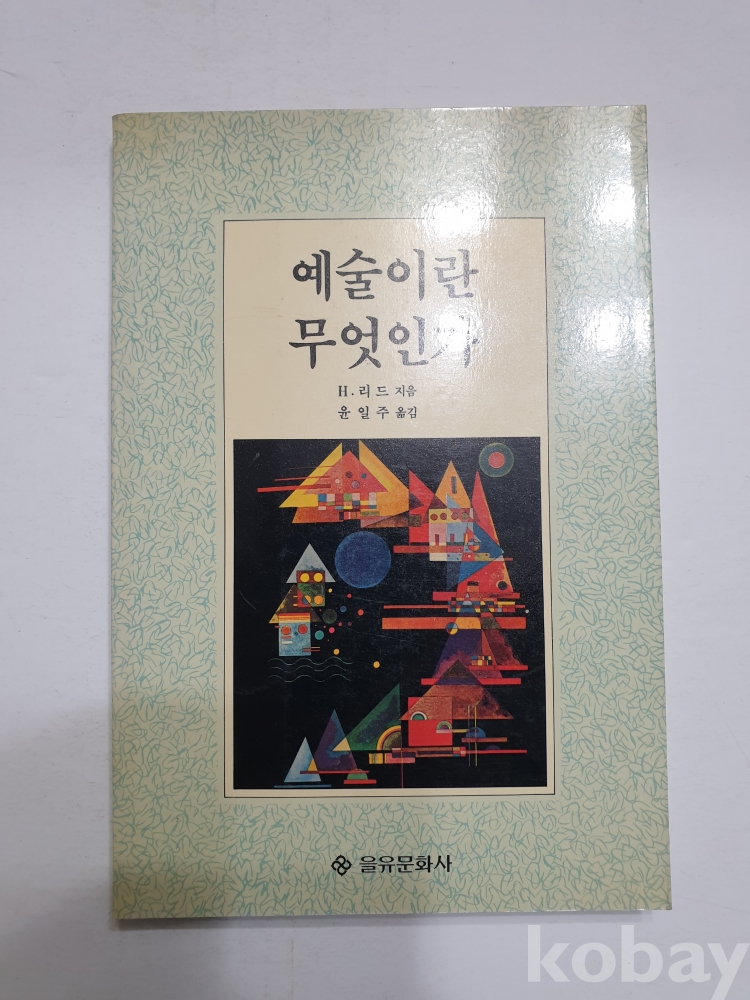 예술이란
무엇인가
H. 리드 지음
윤일주 옮김
을유문화사
kobay